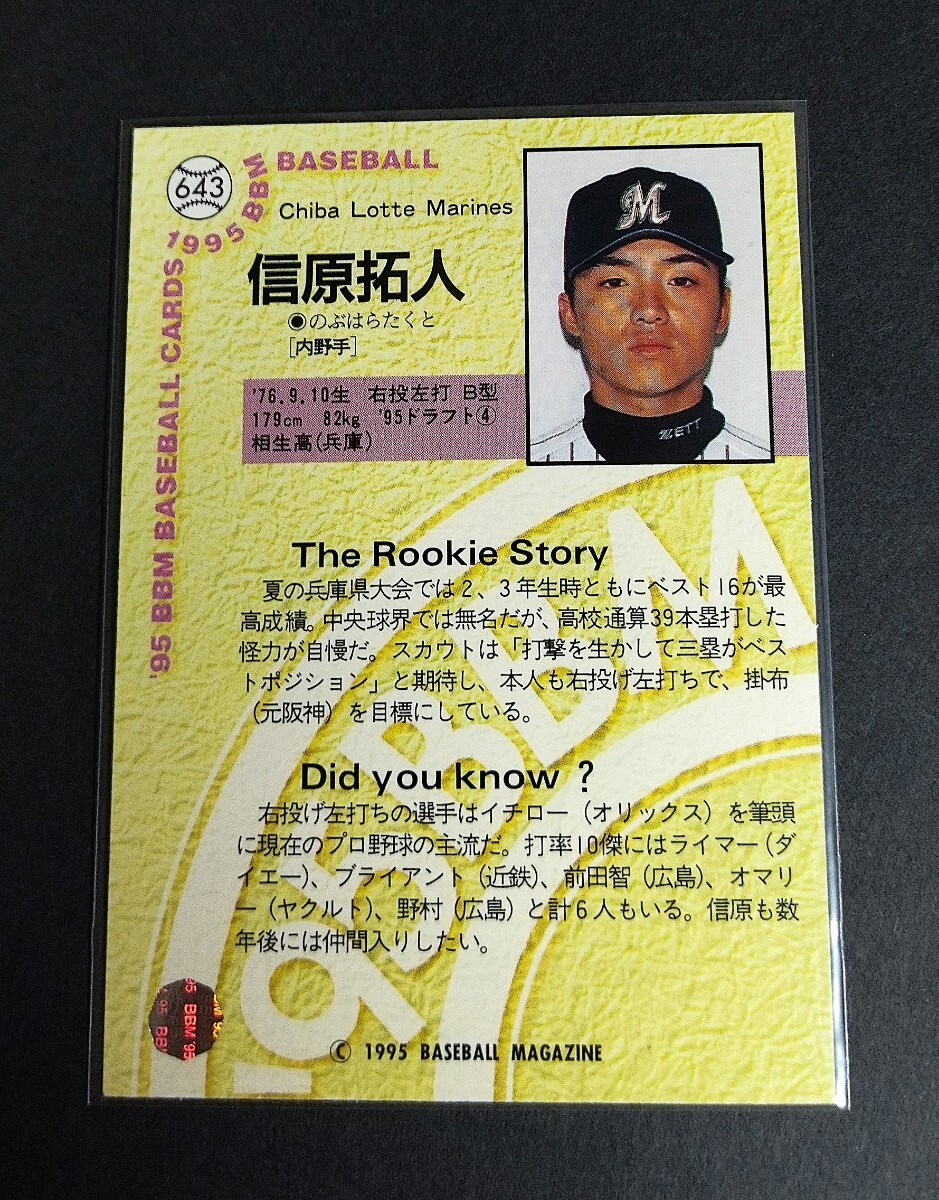 643
'95 BBM BASEBALL CARDS 1995 BBM BASEBALL
Chiba Lotte Marines
信原拓人
●のぶはらたくと
[内野手]
'76.9.10生 右投左打 B型
179cm 82kg '95ドラフト④
相生高(兵庫)
M
ZETT
The Rookie Story
夏の兵庫県大会では2、3年生時ともにベスト16が最
高成績。中央球界では無名だが、高校通算39本塁打した
怪力が自慢だ。スカウトは「打撃を生かして三塁がベス
トポジション」と期待し、本人も右投げ左打ちで、掛布
(元阪神)を目標にしている。
Did you know ?
右投げ左打ちの選手はイチロー(オリックス)を筆頭
に現在のプロ野球の主流だ。打率10傑にはライマー(ダ
イエー)、ブライアント(近鉄)、前田智(広島)、オマリ
ー(ヤクルト)、野村(広島)と計6人もいる。信原も数
年後には仲間入りしたい。
95 BBM '95
© 1995 BASEBALL MAGAZINE